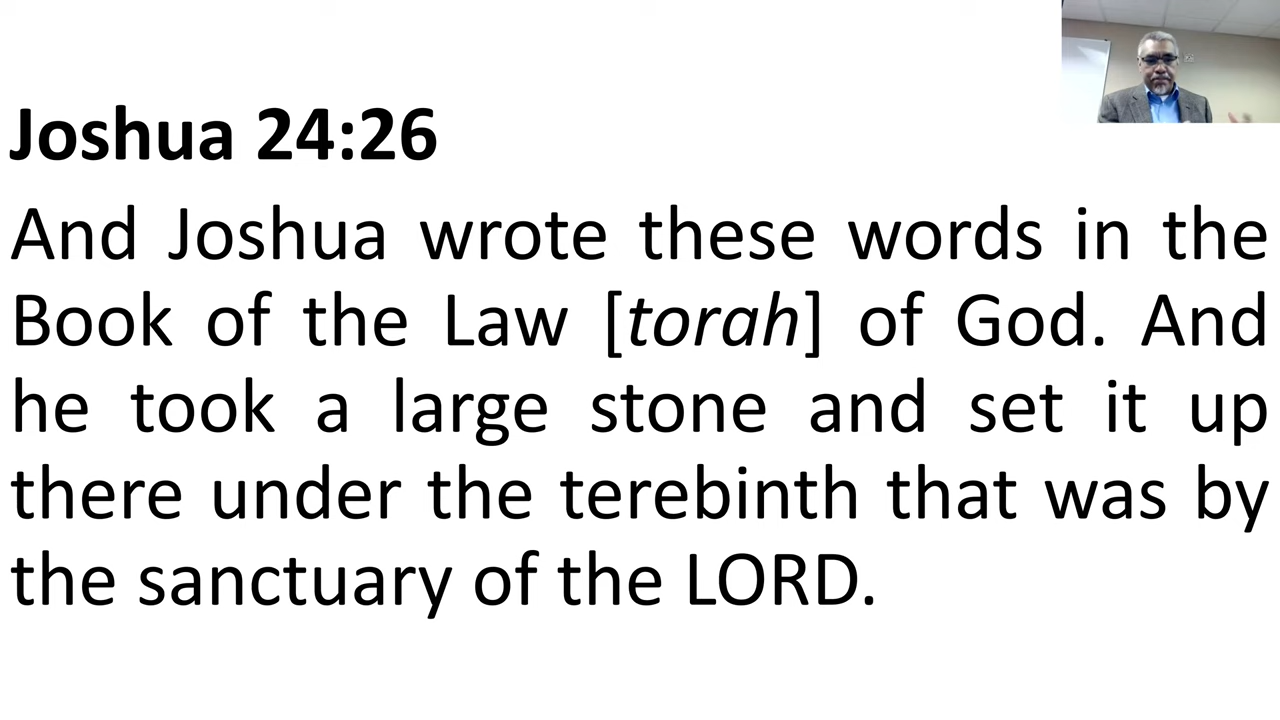 Joshua 24:26
And Joshua wrote these words in the
Book of the Law [torah] of God. And
he took a large stone and set it up
there under the terebinth that was by
the sanctuary of the LORD.